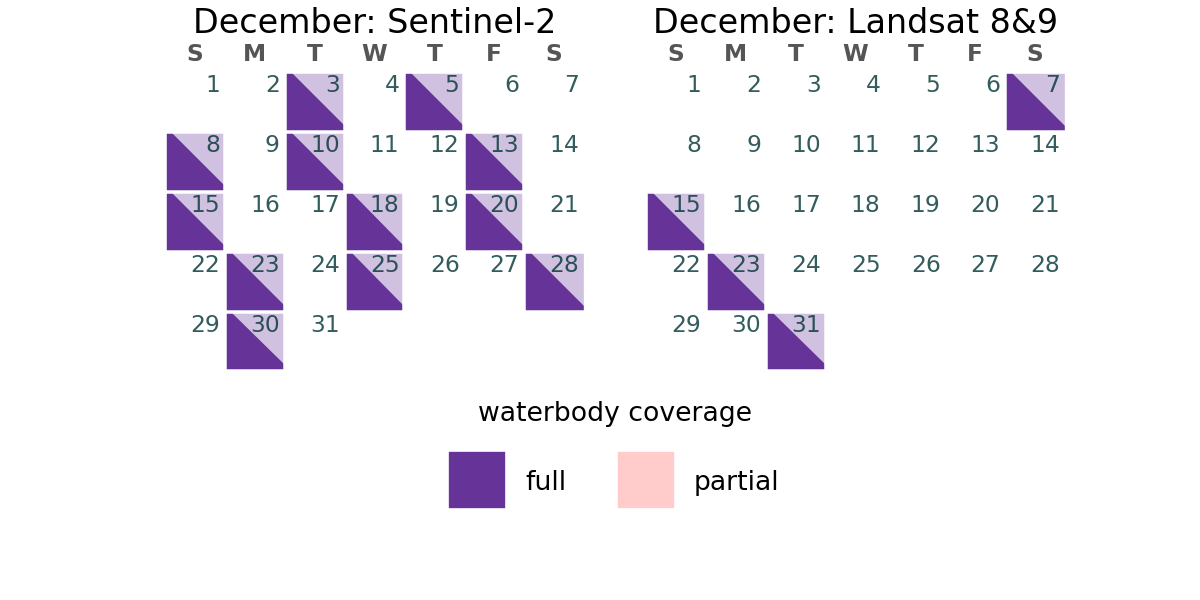 December: Sentinel-2
S M T W T F S
1 2 3 4 5 6 7
8 9 10 11 12 13 14
15 16 17 18 19 20 21
22 23 24 25 26 27 28
29 30 31
December: Landsat 8&9
S M T W T F S
1 2 3 4 5 6 7
8 9 10 11 12 13 14
15 16 17 18 19 20 21
22 23 24 25 26 27 28
29 30 31
waterbody coverage
full partial